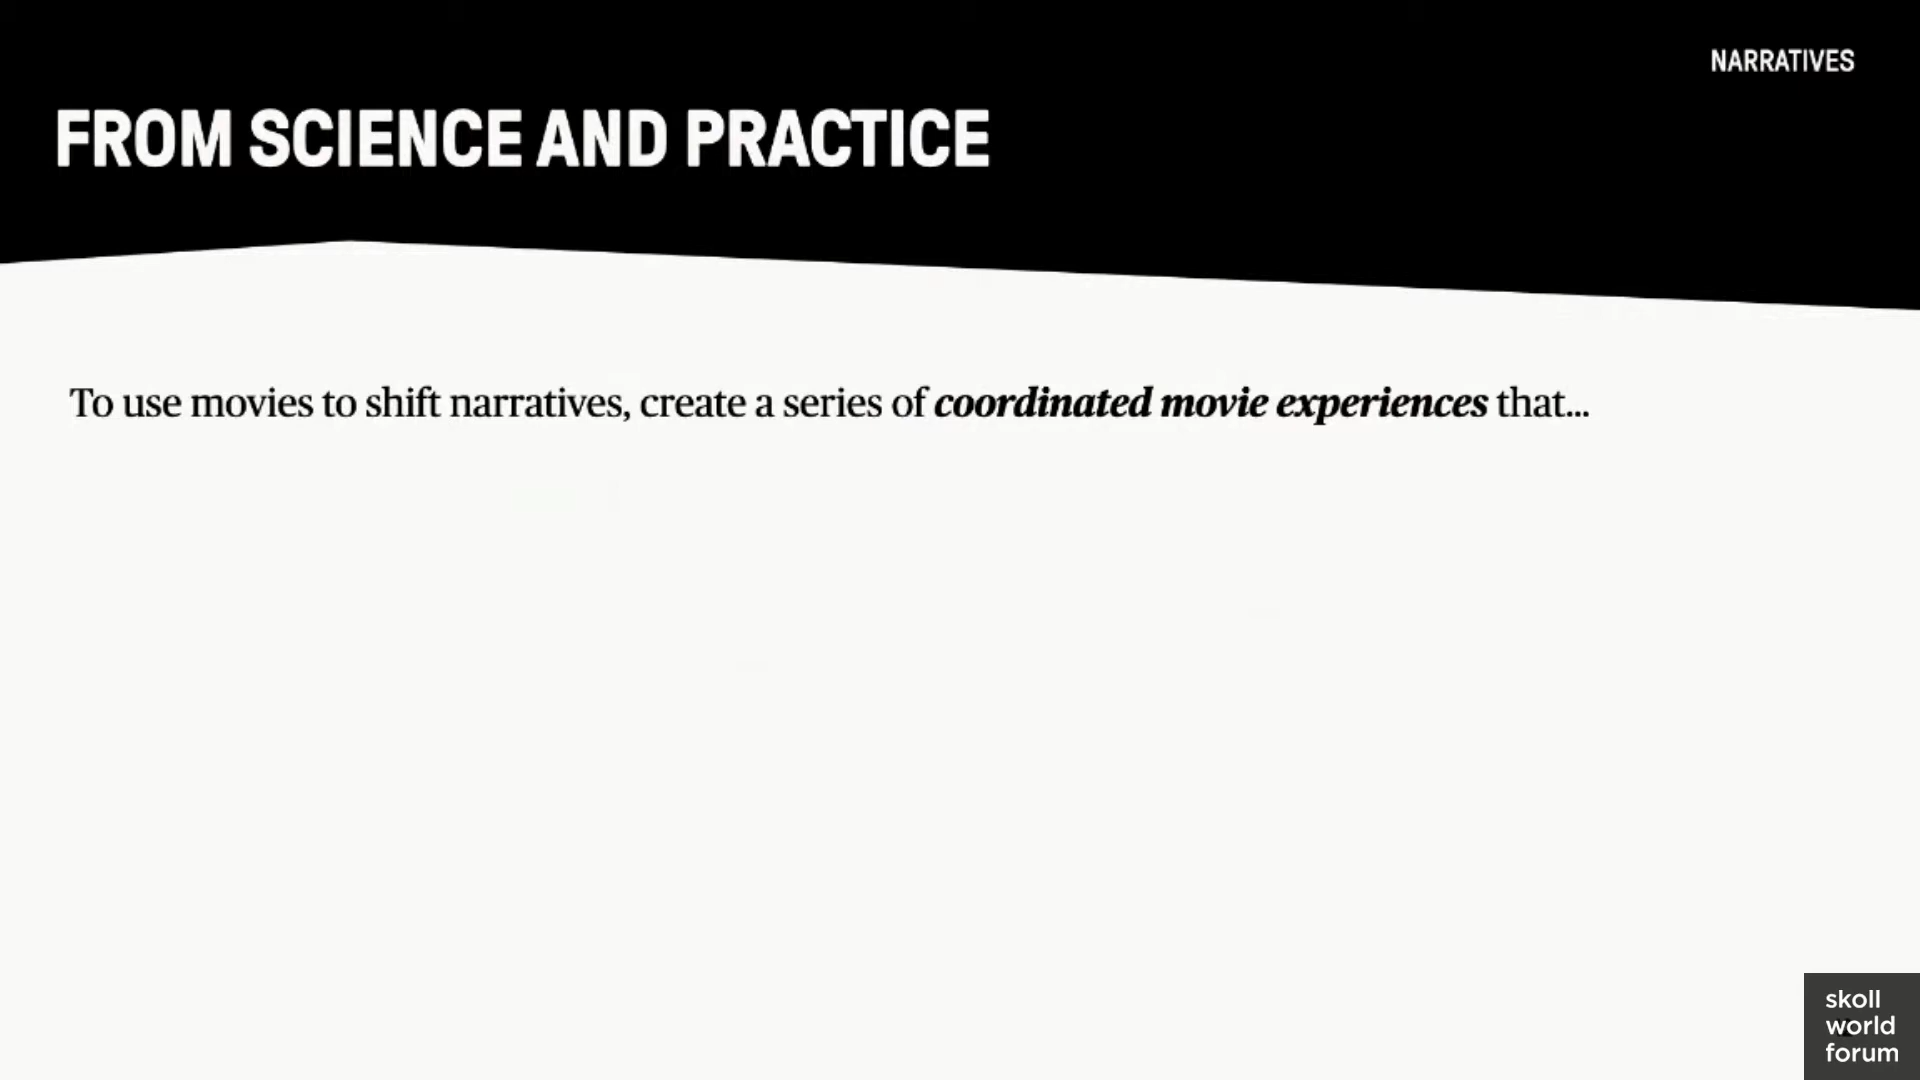 NARRATIVES
FROM SCIENCE AND PRACTICE
To use movies to shift narratives, create a series of coordinated movie experiences that...
skoll
world
forum